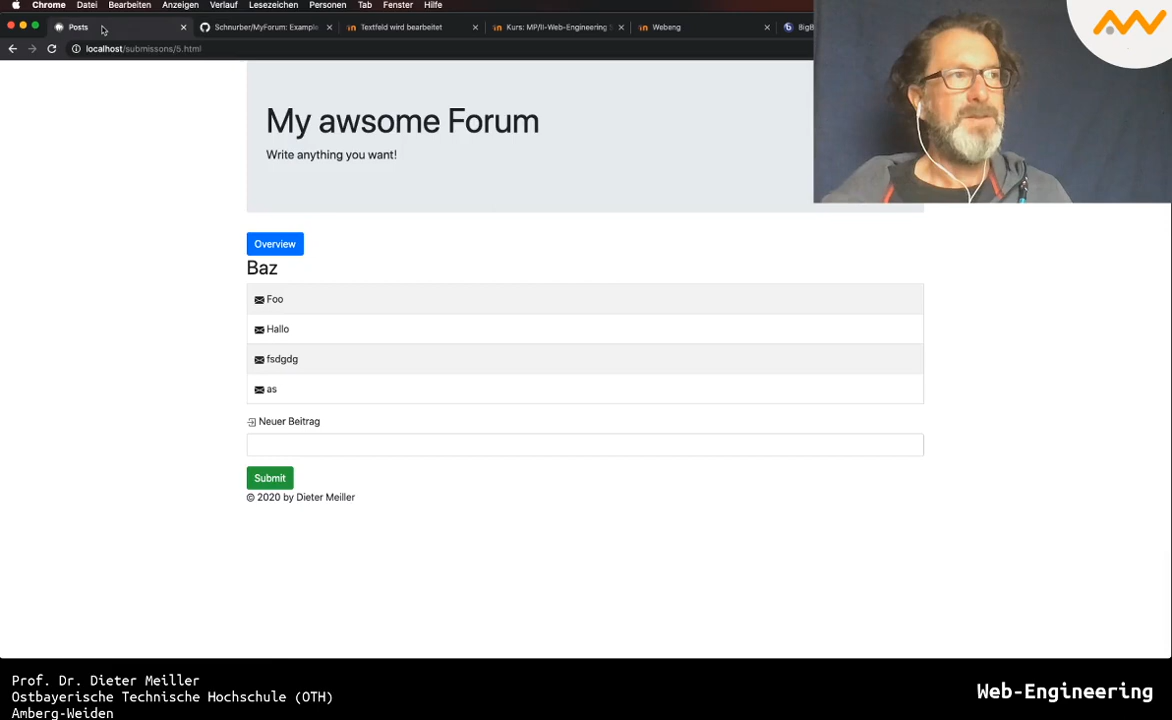 Chrome Datei Bearbeiten Anzeigen Verlauf Lesezeichen Personen Tab Fenster Hilfe
Posts Schnurber/MyForum: Example Textfeld wird bearbeitet Kurs: MP/II-Web-Engineering Webeng
localhost/submissons/5.html
My awsome Forum
Write anything you want!
Overview
Baz
Foo
Hallo
fsdgdg
as
Neuer Beitrag
Submit
© 2020 by Dieter Meiller
Prof. Dr. Dieter Meiller
Ostbayerische Technische Hochschule (OTH)
Amberg-Weiden
Web-Engineering